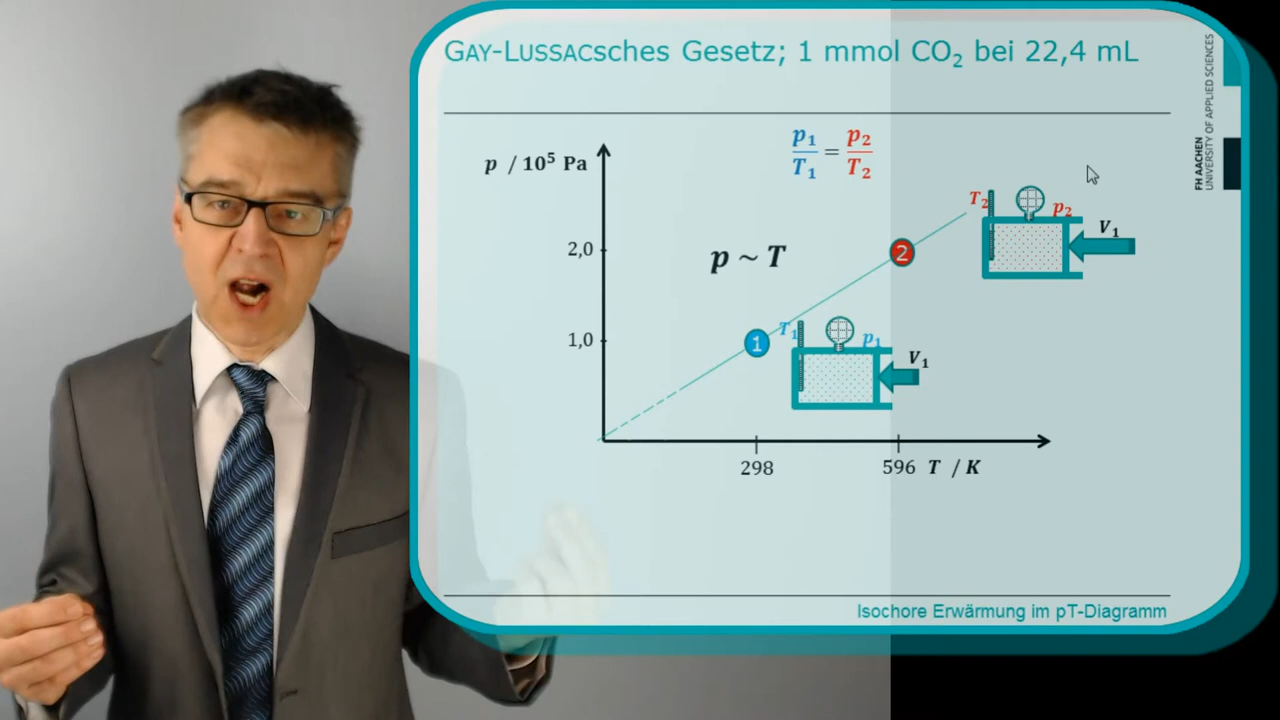 GAY-LUSSACsches Gesetz; 1 mmol CO₂ bei 22,4 mL
FH AACHEN
UNIVERSITY OF APPLIED SCIENCES
p₁/T₁ = p₂/T₂
p / 10⁵ Pa
T₂
p₂
V₁
2,0
p ~ T
2
1,0
1
T₁
p₁
V₁
298
596 T / K
Isochore Erwärmung im pT-Diagramm